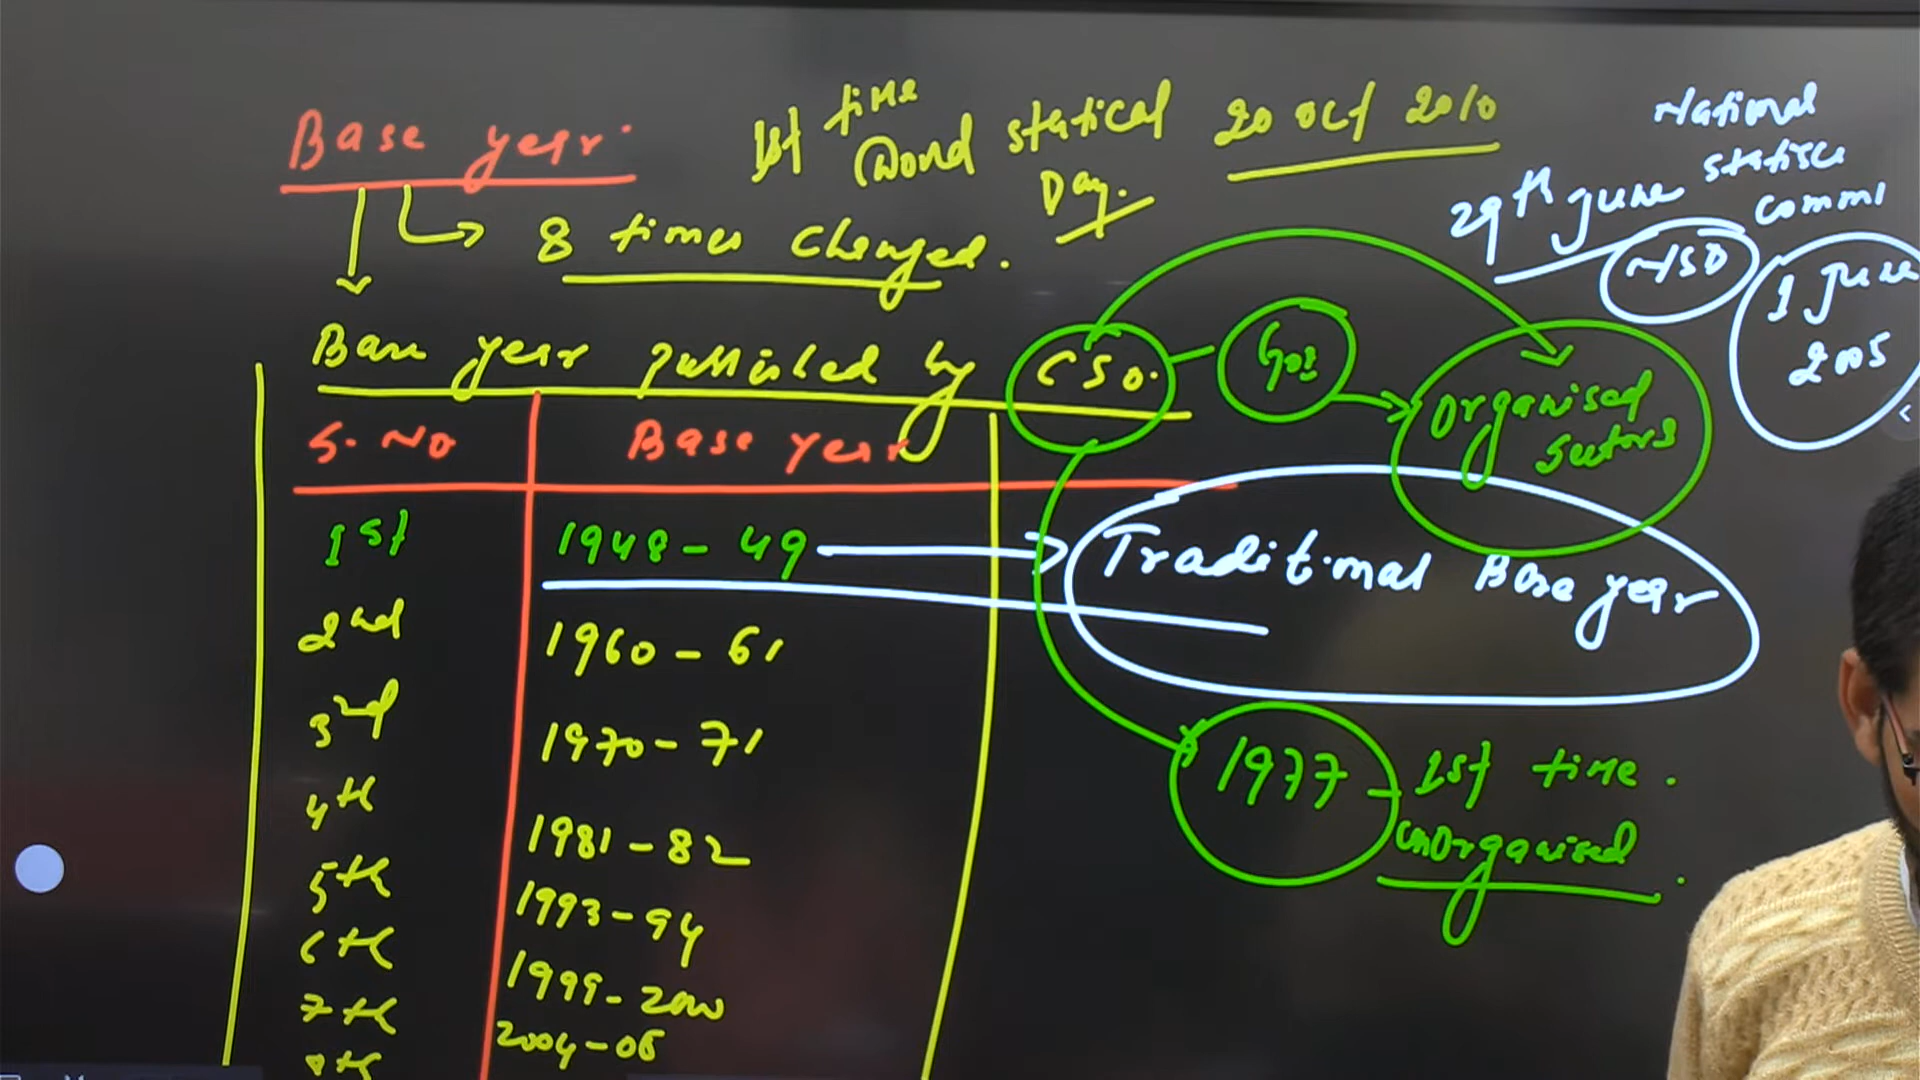 Base year.
1st time
World statical 20 oct 2010
Day.
National
statisc
commi
29th june
NSO
1 June
2005
8 times changed.
Base year published by CSO.
GOI
Organised
sectors
S.No Base year
1st 1948-49 Traditional Base year
2nd 1960-61
3rd 1970-71
1977 - 1st time.
unorganised.
4th 1981-82
5th 1993-94
6th 1999-2000
7th 2004-05
8th